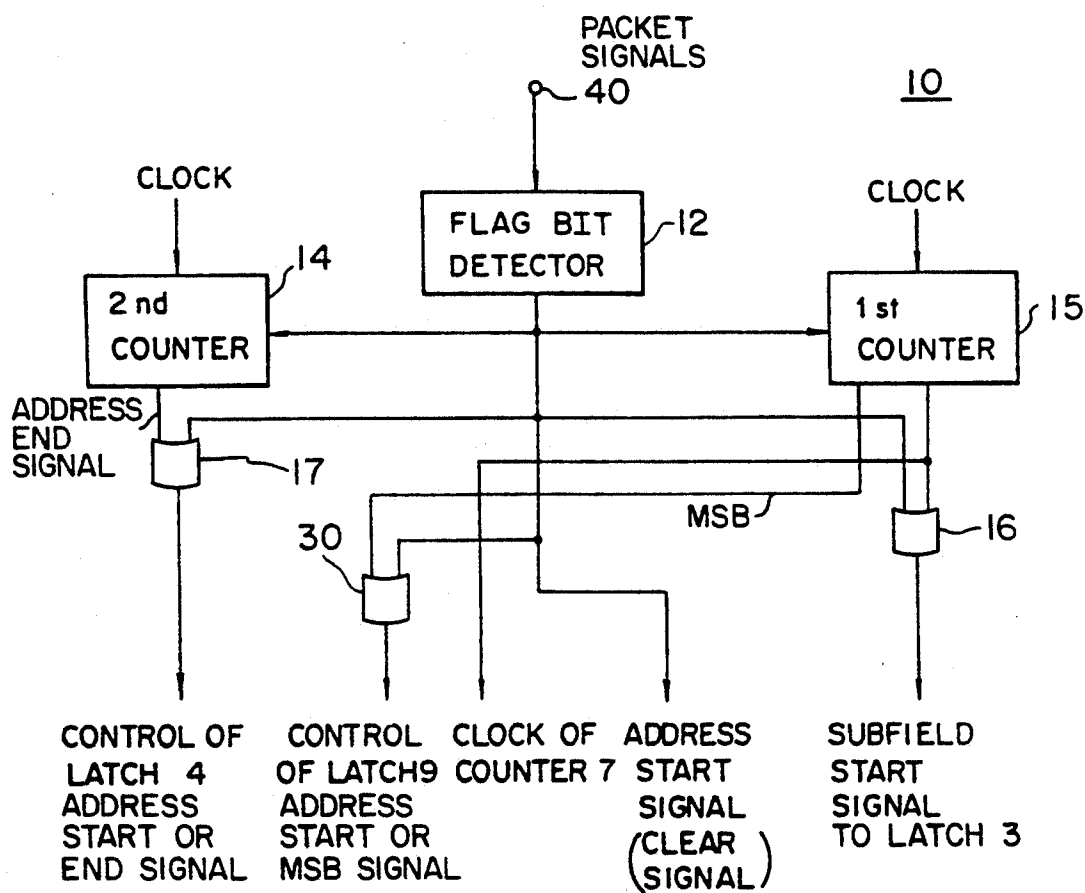 PACKET
SIGNALS
40
10
CLOCK
CLOCK
FLAG BIT
DETECTOR
12
14
2nd
COUNTER
15
1st
COUNTER
ADDRESS
END
SIGNAL
17
MSB
16
30
CONTROL OF
LATCH 4
ADDRESS
START OR
END SIGNAL
CONTROL
OF LATCH9
ADDRESS
START OR
MSB SIGNAL
CLOCK OF
COUNTER 7
ADDRESS
START
SIGNAL
(CLEAR
SIGNAL)
SUBFIELD
START
SIGNAL
TO LATCH 3